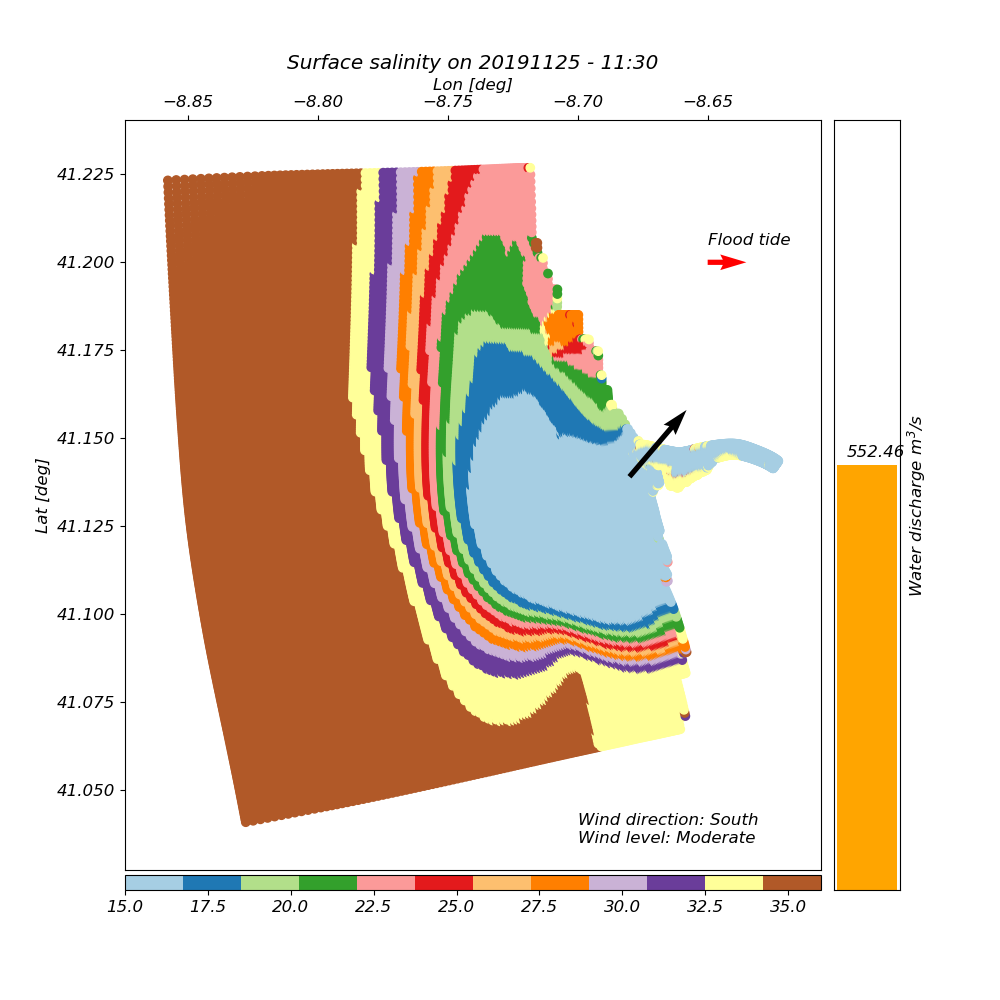 Surface salinity on 20191125 - 11:30
Lon [deg]
−8.85 −8.80 −8.75 −8.70 −8.65
41.225
41.200
41.175
41.150
41.125
41.100
41.075
41.050
Lat [deg]
Flood tide
552.46
Water discharge m³/s
Wind direction: South
Wind level: Moderate
15.0 17.5 20.0 22.5 25.0 27.5 30.0 32.5 35.0